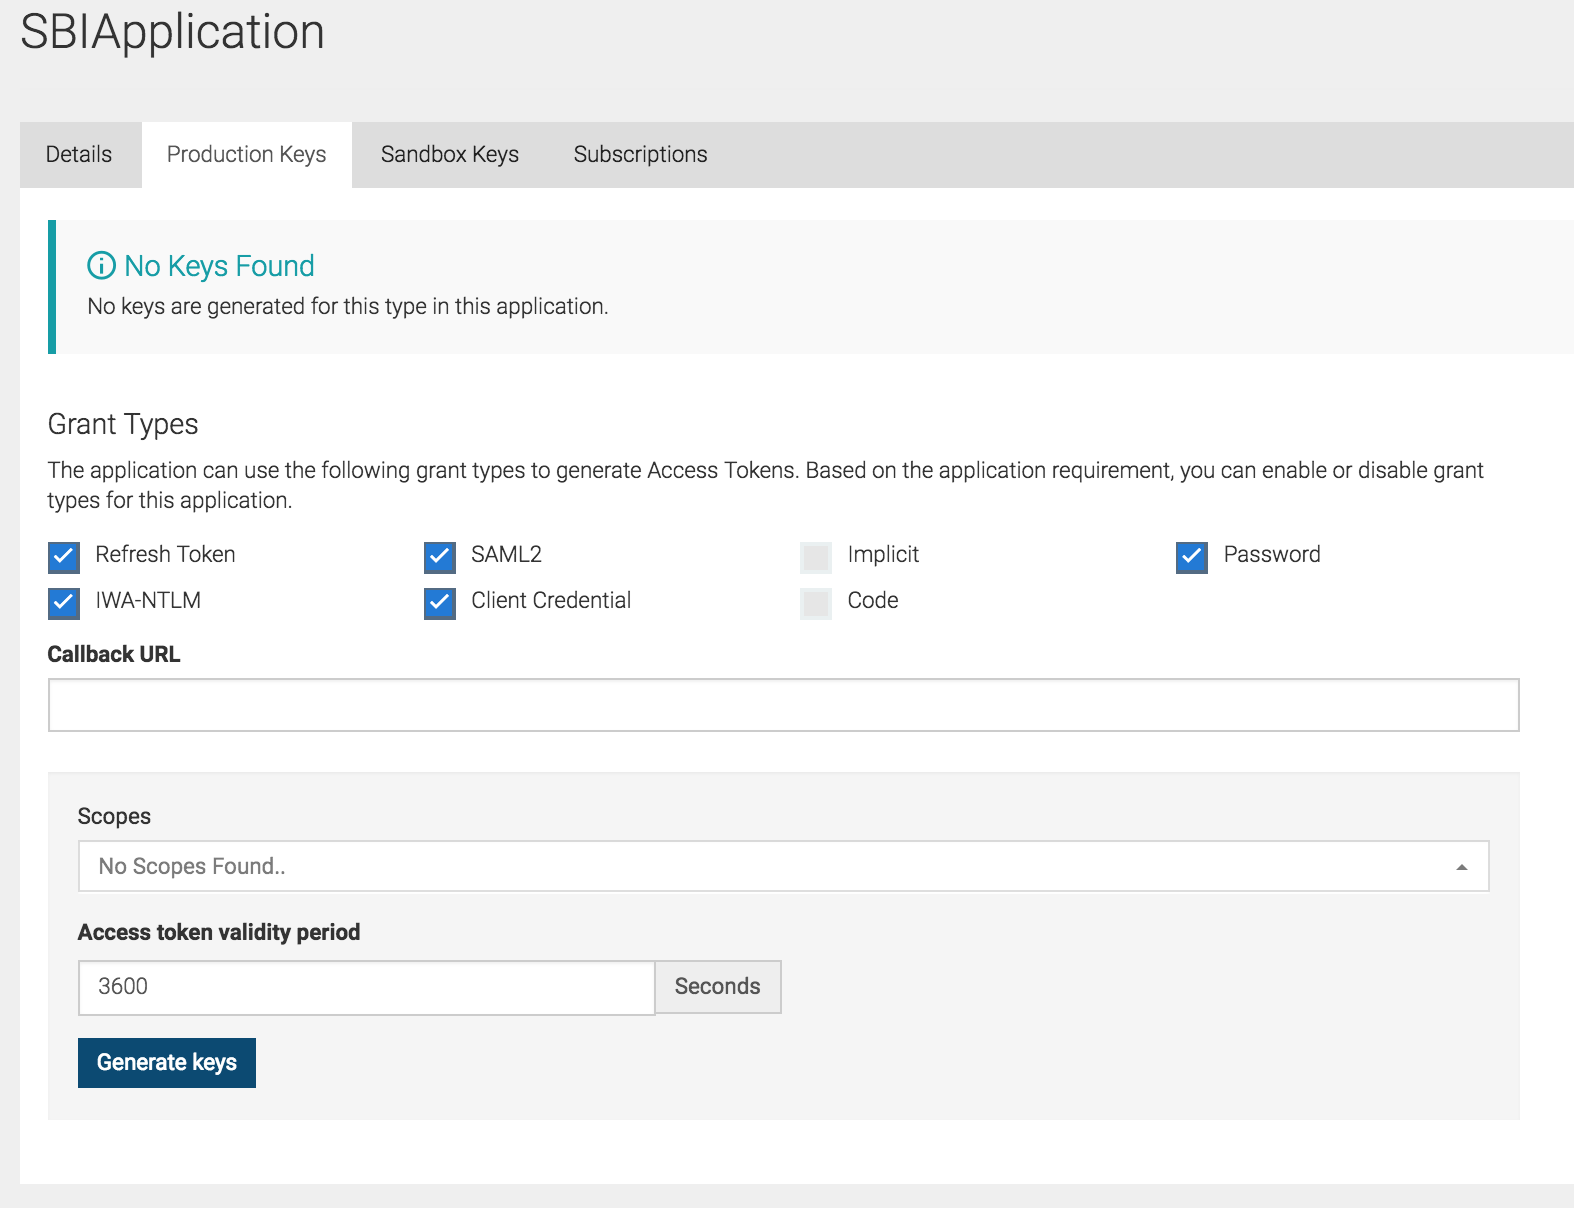 SBIApplication
Details
Production Keys
Sandbox Keys
Subscriptions
No Keys Found
No keys are generated for this type in this application.
Grant Types
The application can use the following grant types to generate Access Tokens. Based on the application requirement, you can enable or disable grant
types for this application.
Refresh Token
SAML2
Implicit
Password
IWA-NTLM
Client Credential
Code
Callback URL
Scopes
No Scopes Found..
Access token validity period
3600
Seconds
Generate keys